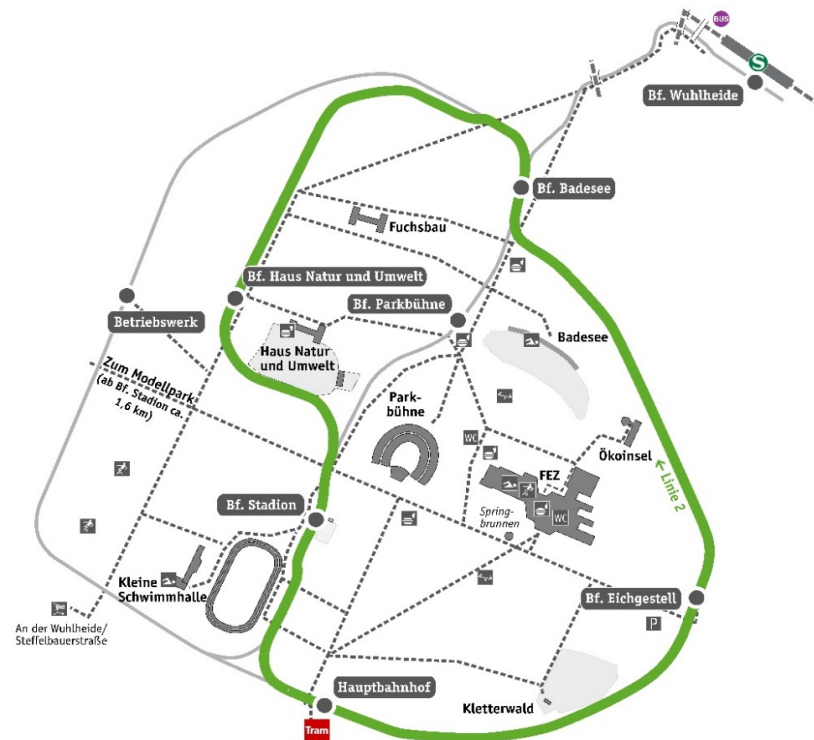 BUS
S
Bf. Wuhlheide
Bf. Badesee
Fuchsbau
Bf. Haus Natur und Umwelt
Bf. Parkbühne
Betriebswerk
Haus Natur
und Umwelt
Badesee
Zum Modellpark
(ab Bf. Stadion ca.
1,6 km)
Park-
bühne
WC
Ökoinsel
FEZ
← Linie 2
Bf. Stadion
Spring-
brunnen
WC
Kleine
Schwimmhalle
Bf. Eichgestell
P
An der Wuhlheide/
Steffelbauerstraße
Hauptbahnhof
Kletterwald
Tram